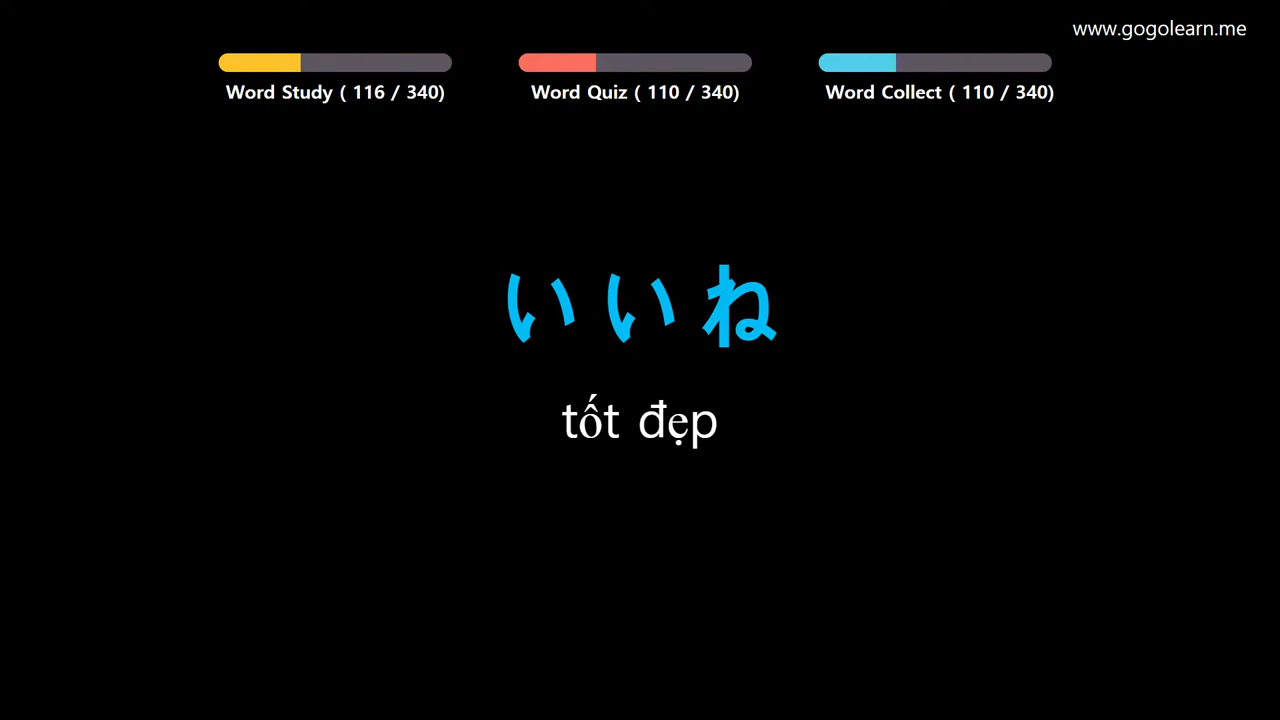 www.gogolearn.me
Word Study ( 116 / 340)
Word Quiz ( 110 / 340)
Word Collect ( 110 / 340)
いいね
tốt đẹp